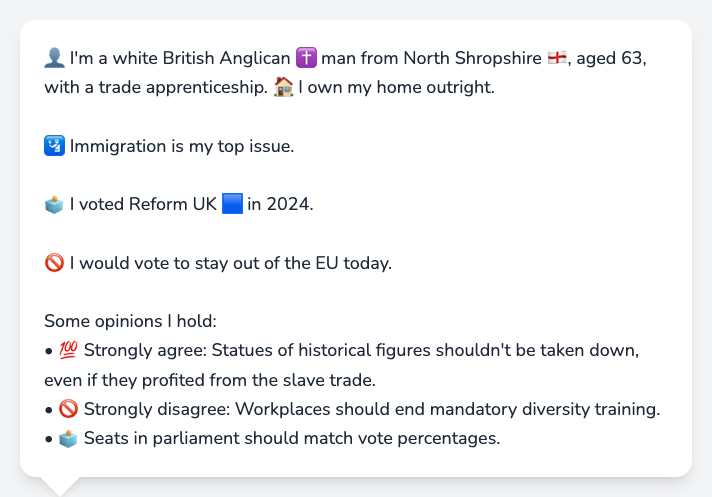 👤 I'm a white British Anglican ✝️ man from North Shropshire 🏴󠁧󠁢󠁥󠁮󠁧󠁿, aged 63,
with a trade apprenticeship. 🏠 I own my home outright.
🛂 Immigration is my top issue.
🗳️ I voted Reform UK 🟦 in 2024.
🚫 I would vote to stay out of the EU today.
Some opinions I hold:
• 💯 Strongly agree: Statues of historical figures shouldn't be taken down,
even if they profited from the slave trade.
• 🚫 Strongly disagree: Workplaces should end mandatory diversity training.
• 🗳️ Seats in parliament should match vote percentages.